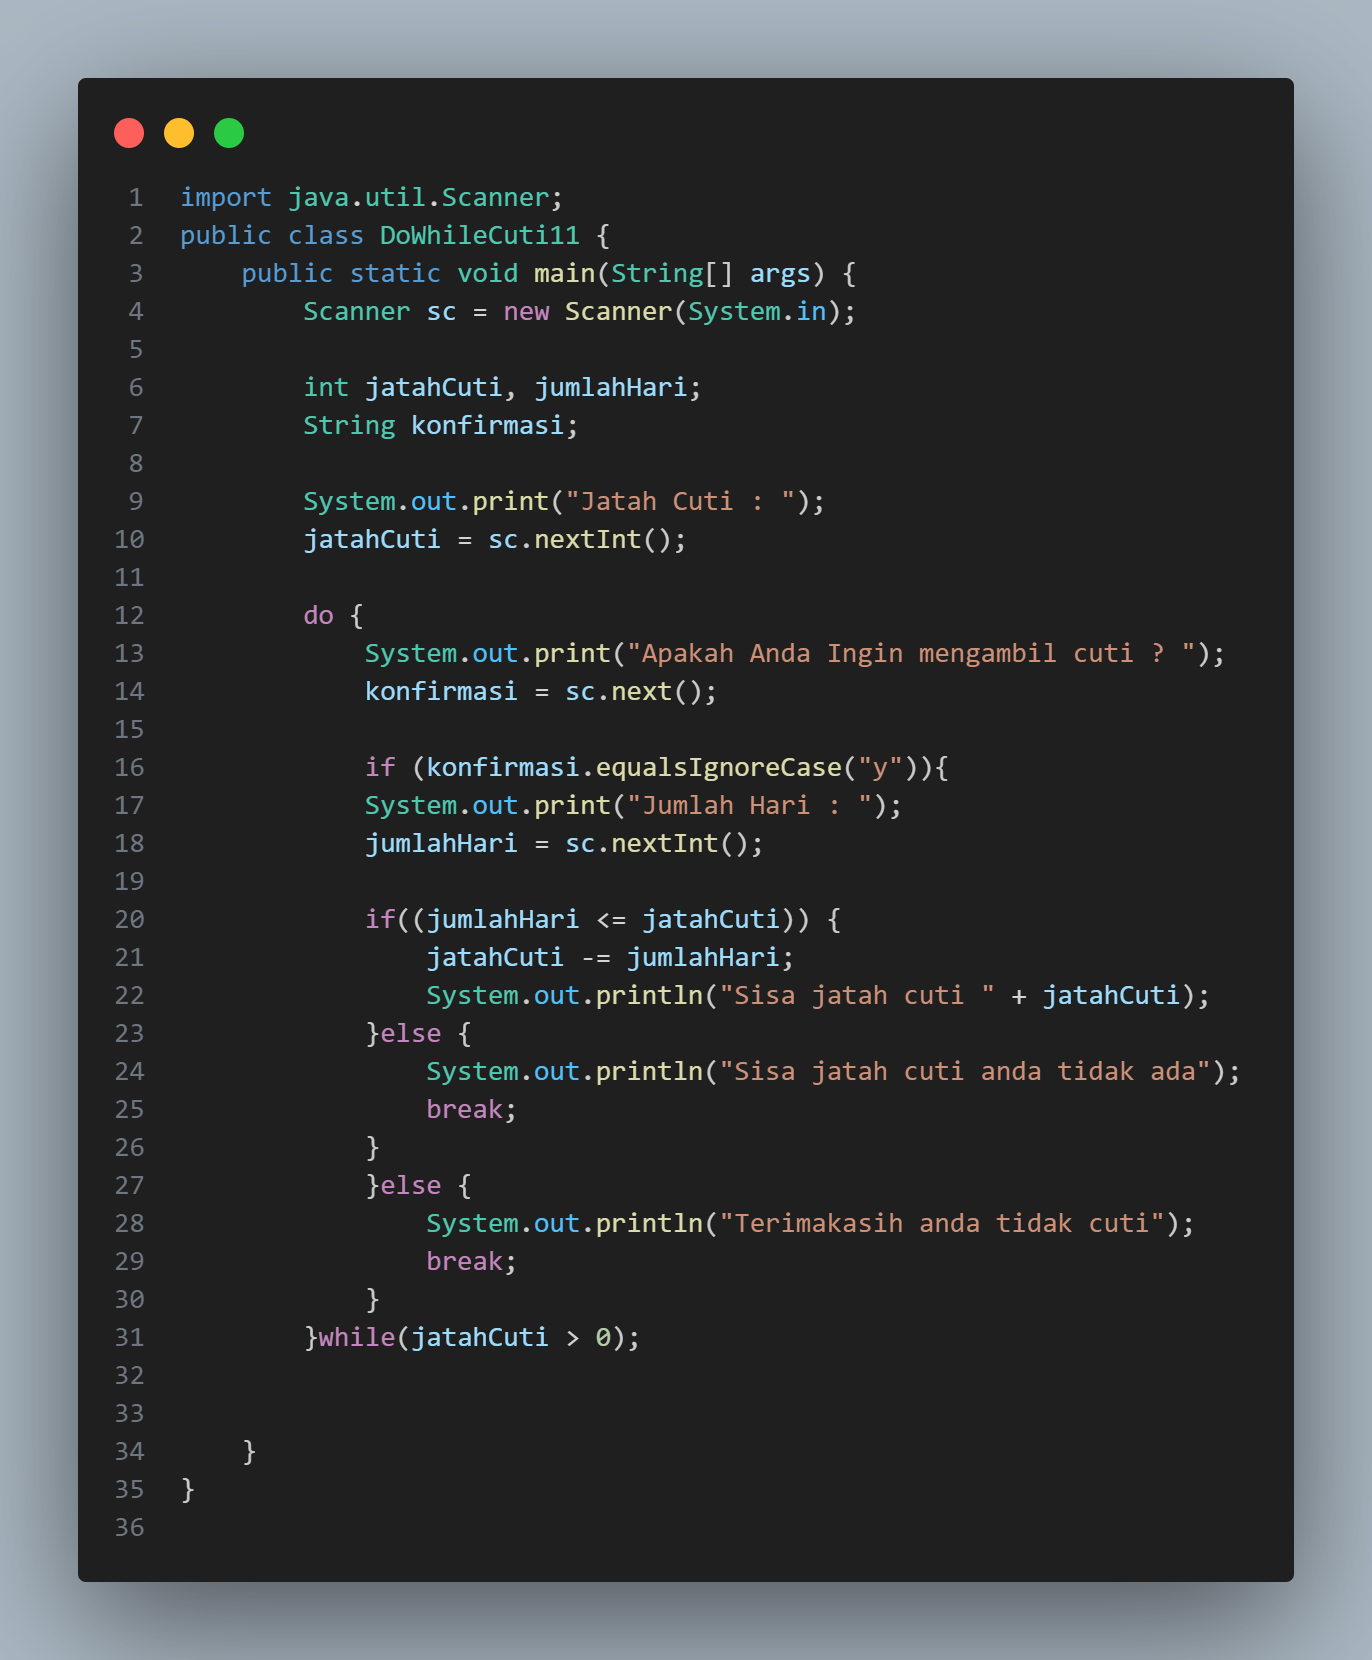 1 import java.util.Scanner;
2 public class DoWhileCuti11 {
3     public static void main(String[] args) {
4         Scanner sc = new Scanner(System.in);
5
6         int jatahCuti, jumlahHari;
7         String konfirmasi;
8
9         System.out.print("Jatah Cuti : ");
10         jatahCuti = sc.nextInt();
11
12         do {
13             System.out.print("Apakah Anda Ingin mengambil cuti ? ");
14             konfirmasi = sc.next();
15
16             if (konfirmasi.equalsIgnoreCase("y")){
17             System.out.print("Jumlah Hari : ");
18             jumlahHari = sc.nextInt();
19
20             if((jumlahHari <= jatahCuti)) {
21                 jatahCuti -= jumlahHari;
22                 System.out.println("Sisa jatah cuti " + jatahCuti);
23             }else {
24                 System.out.println("Sisa jatah cuti anda tidak ada");
25                 break;
26             }
27             }else {
28                 System.out.println("Terimakasih anda tidak cuti");
29                 break;
30             }
31         }while(jatahCuti > 0);
32
33
34     }
35 }
36